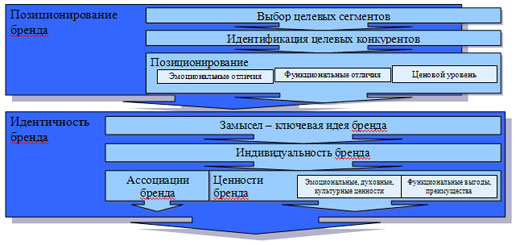 Позиционирование
бренда
Выбор целевых сегментов
Идентификация целевых конкурентов
Позиционирование
Эмоциональные отличия
Функциональные отличия
Ценовой уровень
Идентичность
бренда
Замысел – ключевая идея бренда
Индивидуальность бренда
Ассоциации
бренда
Ценности
бренда
Эмоциональные, духовные,
культурные ценности
Функциональные выгоды,
преимущества